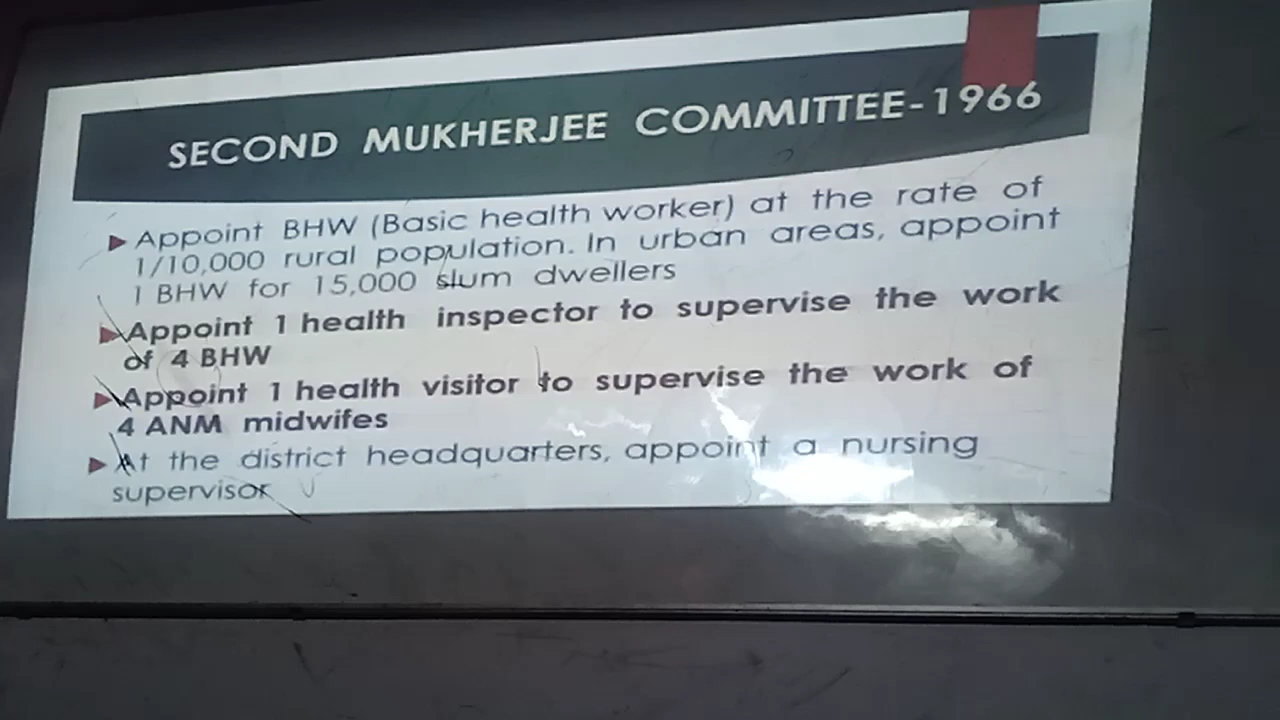 SECOND MUKHERJEE COMMITTEE-1966
Appoint BHW (Basic health worker) at the rate of
1/10,000 rural population. In urban areas, appoint
1 BHW for 15,000 slum dwellers
Appoint 1 health inspector to supervise the work
of 4 BHW
Appoint 1 health visitor to supervise the work of
4 ANM midwifes
At the district headquarters, appoint a nursing
supervisor